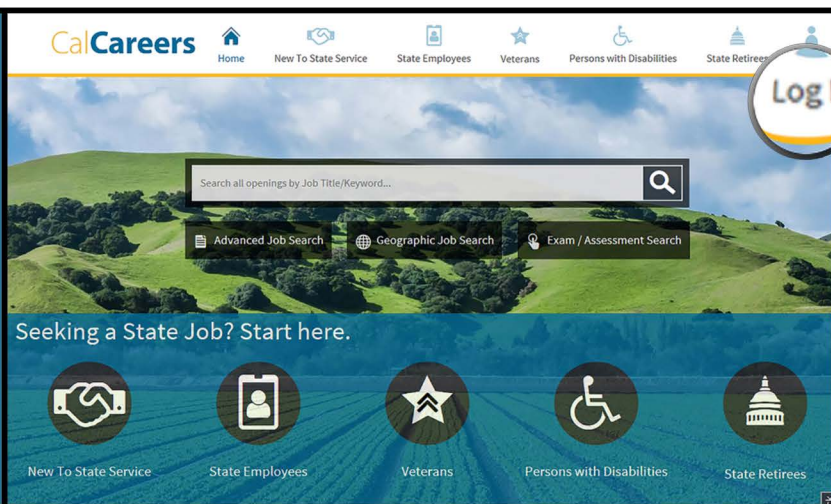 CalCareers
Home New To State Service State Employees Veterans Persons with Disabilities State Retirees
Log
Search all openings by Job Title/Keyword...
Advanced Job Search Geographic Job Search Exam / Assessment Search
Seeking a State Job? Start here.
New To State Service State Employees Veterans Persons with Disabilities State Retirees